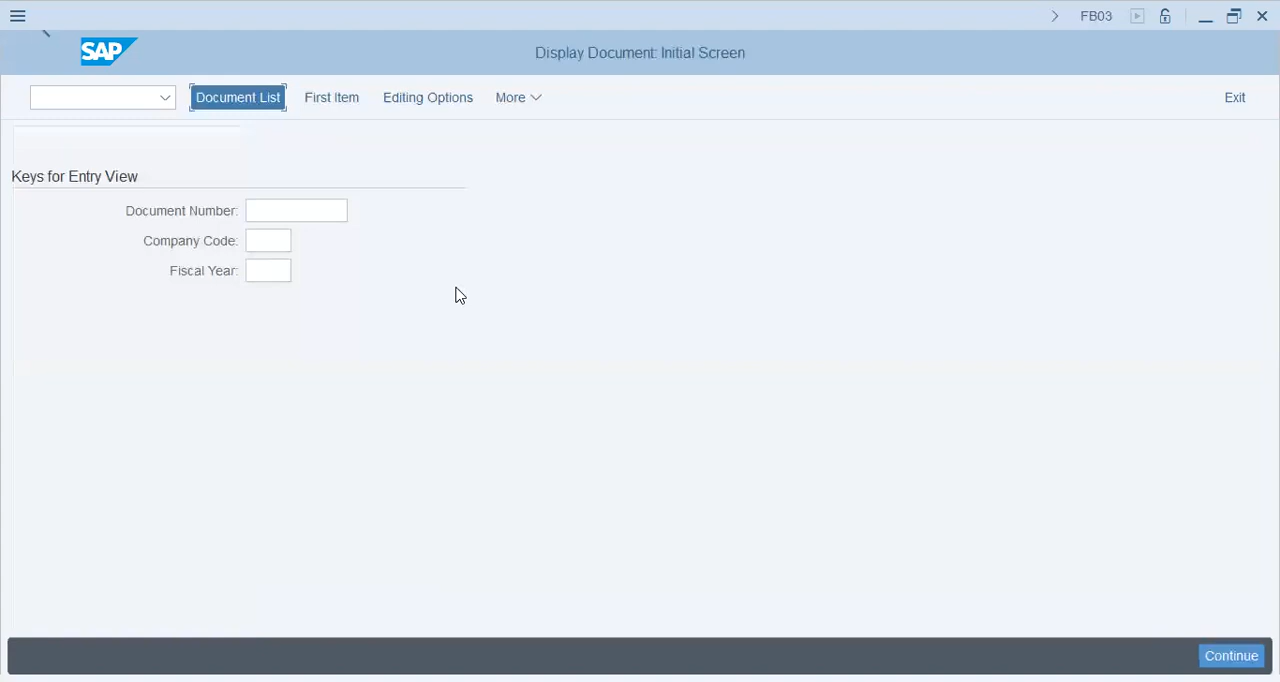 FB03
SAP
Display Document: Initial Screen
Document List First Item Editing Options More Exit
Keys for Entry View
Document Number:
Company Code:
Fiscal Year:
Continue